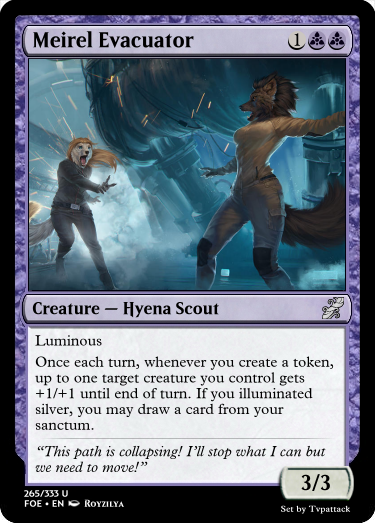 Meirel Evacuator
1
Creature — Hyena Scout
Luminous
Once each turn, whenever you create a token,
up to one target creature you control gets
+1/+1 until end of turn. If you illuminated
silver, you may draw a card from your
sanctum.
“This path is collapsing! I’ll stop what I can but
we need to move!”
3/3
265/333 U
FOE • EN Royzilya
Set by Tvpattack